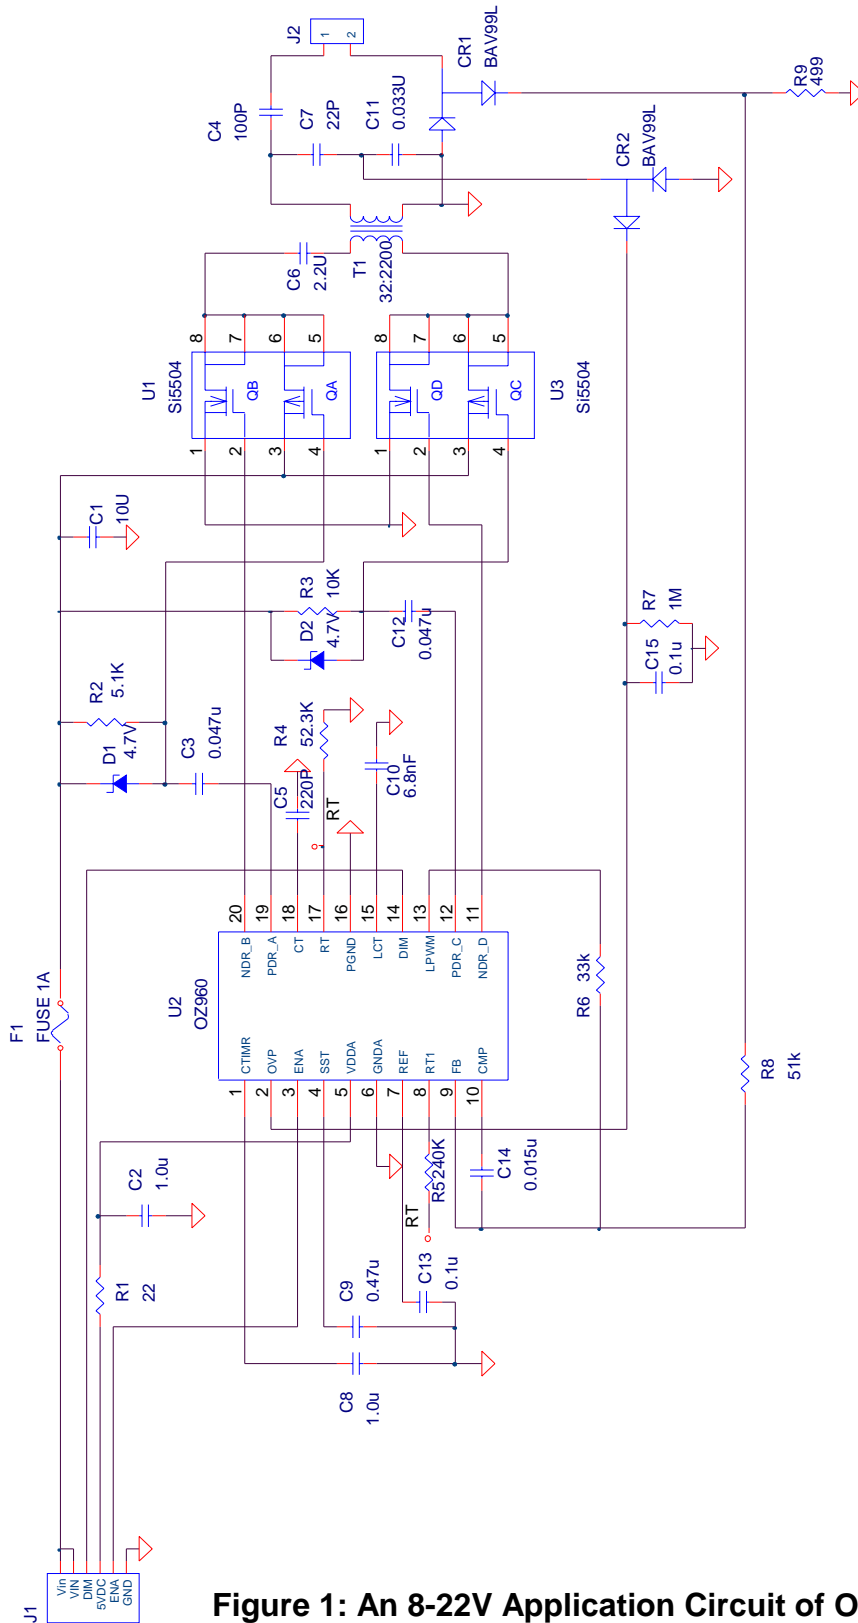 J2
1
2
CR1
BAV99L
R9
499
C4
100P
C7
22P
C11
0.033U
CR2
BAV99L
C6
2.2U
T1
32:2200
U1
Si5504
8
7
6
5
QB
QA
1
2
3
4
8
7
6
5
QD
QC
1
2
3
4
U3
Si5504
C1
10U
R3
10K
D2
4.7V
C12
0.047u
R7
1M
C15
0.1u
R2
5.1K
D1
4.7V
C3
0.047u
R4
52.3K
C5
220P
RT
C10
6.8nF
20
19
18
17
16
15
14
13
12
11
NDR_B
PDR_A
CT
RT
PGND
LCT
DIM
LPWM
PDR_C
NDR_D
U2
OZ960
CTIMR
OVP
ENA
SST
VDDA
GNDA
REF
RT1
FB
CMP
1
2
3
4
5
6
7
8
9
10
F1
FUSE 1A
R6 33k
R8
51k
C2
1.0u
R5 240K
RT
C14
0.015u
R1
22
C9
0.47u
C13
0.1u
C8
1.0u
J1
Vin
VIN
DIM
5VDC
ENA
GND
Figure 1: An 8-22V Application Circuit of O